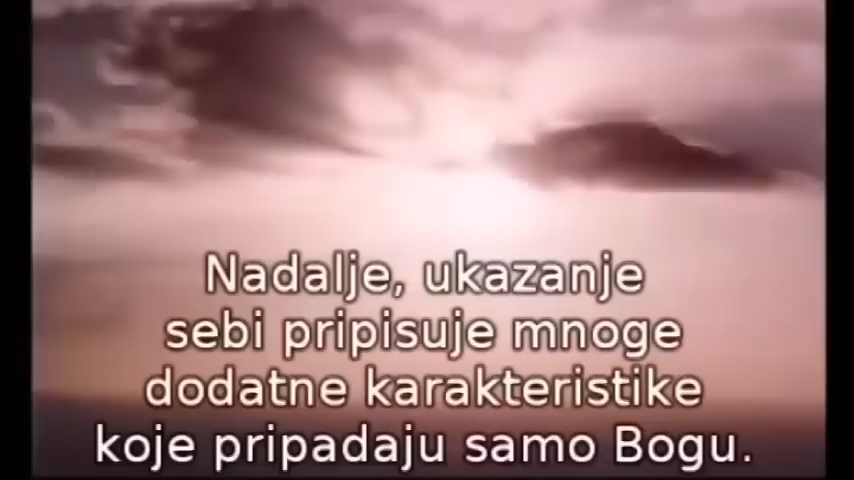 Nadalje, ukazanje
sebi pripisuje mnoge
dodatne karakteristike
koje pripadaju samo Bogu.